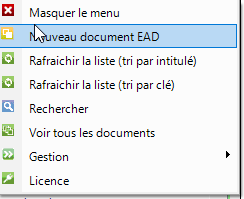 Masquer le menu
Nouveau document EAD
Rafraichir la liste (tri par intitulé)
Rafraichir la liste (tri par clé)
Rechercher
Voir tous les documents
Gestion
Licence